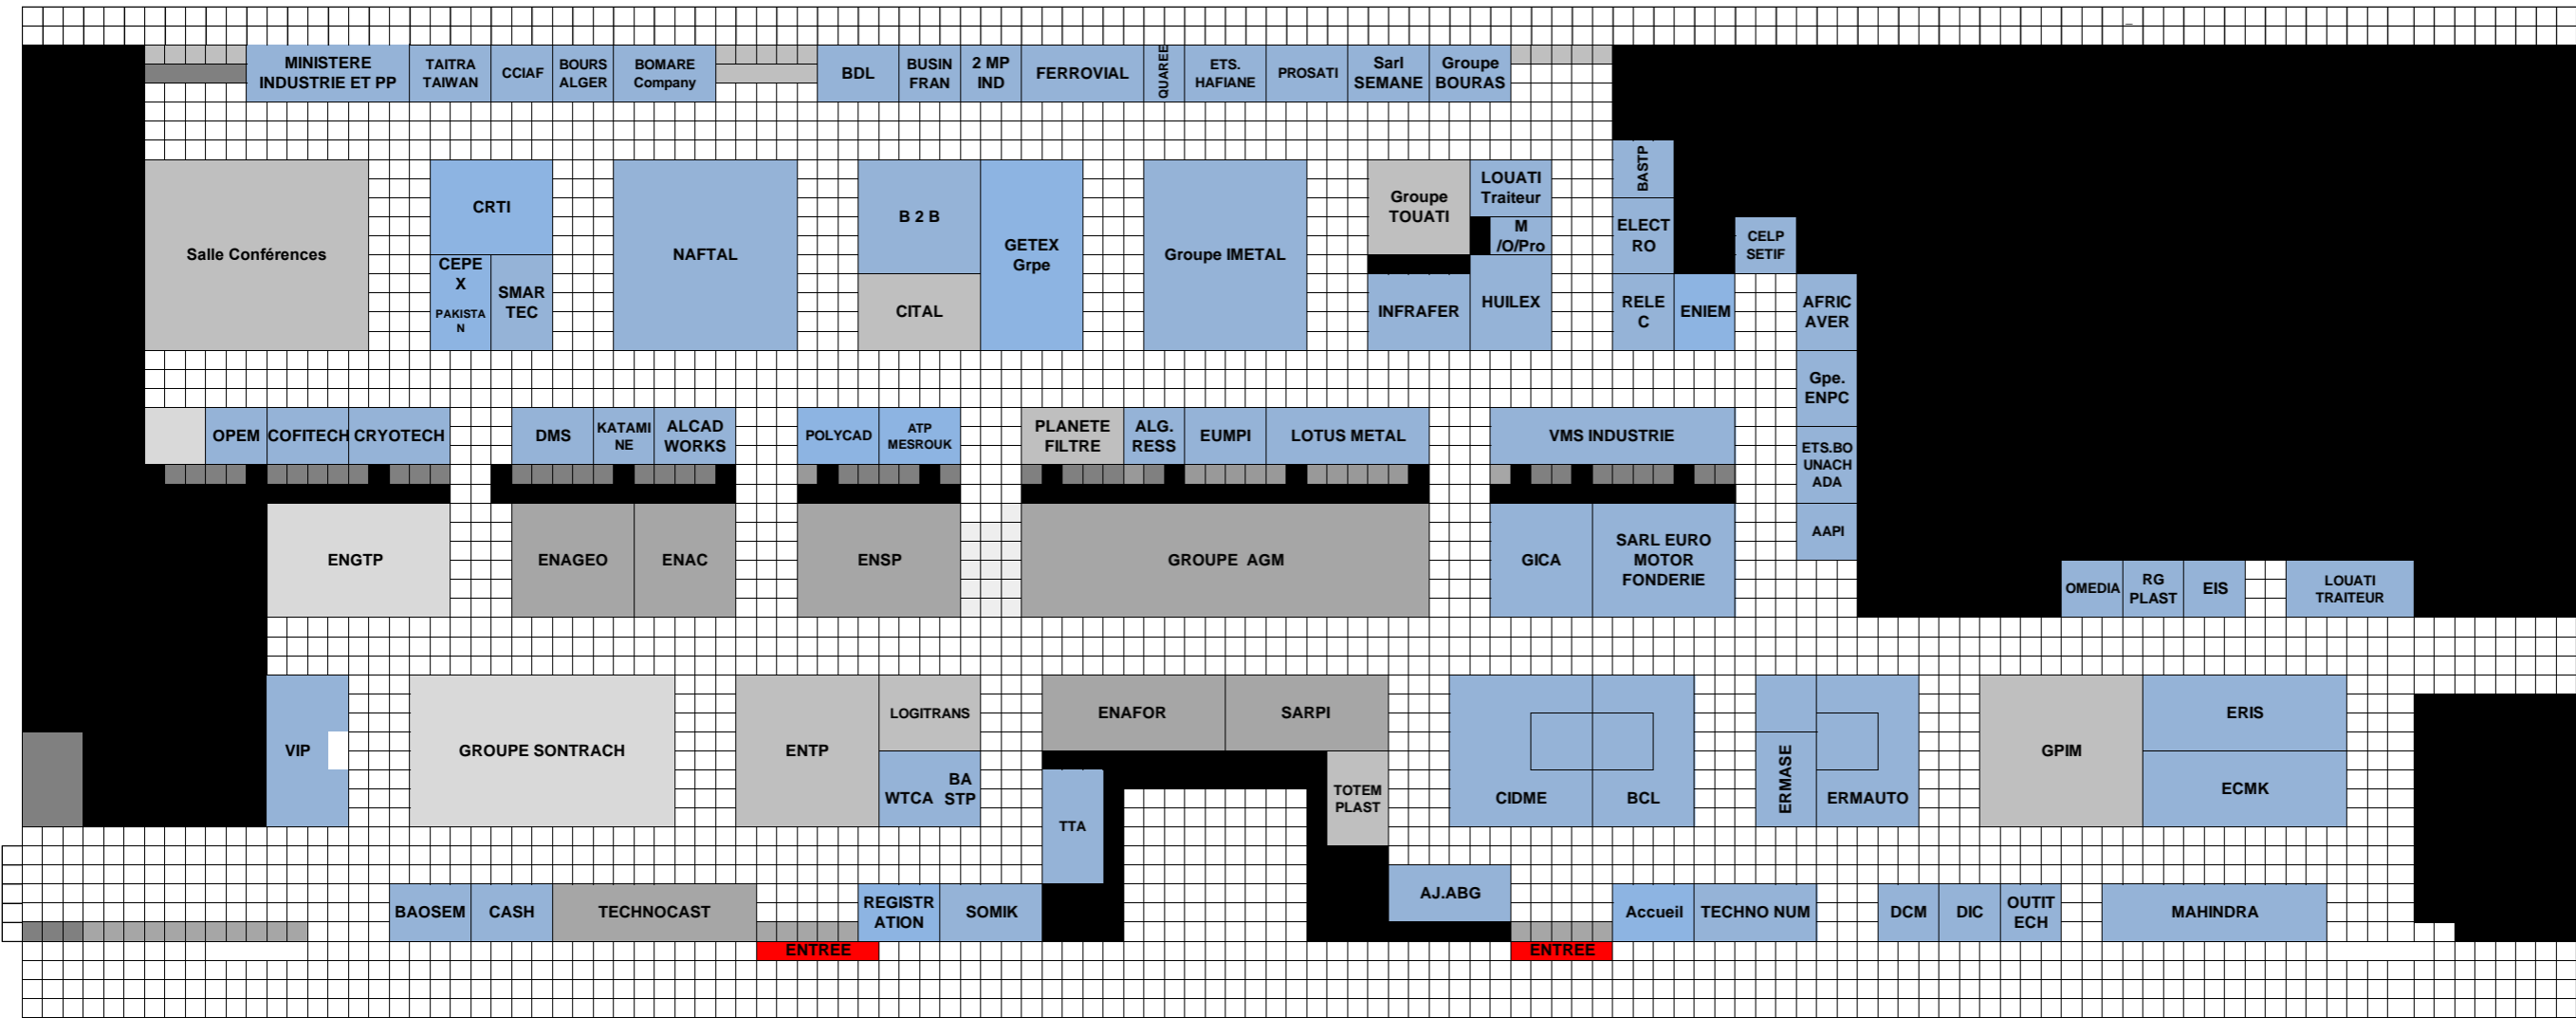 MINISTERE
INDUSTRIE ET PP
TAITRA
TAIWAN
CCIAF
BOURS
ALGER
BOMARE
Company
BDL
BUSIN
FRAN
2 MP
IND
FERROVIAL
QUAREE
ETS.
HAFIANE
PROSATI
Sarl
SEMANE
Groupe
BOURAS
Salle Conférences
CRTI
CEPE
X
PAKISTA
N
SMAR
TEC
NAFTAL
B 2 B
CITAL
GETEX
Grpe
Groupe IMETAL
Groupe
TOUATI
LOUATI
Traiteur
M
/O/Pro
INFRAFER
HUILEX
BASTP
ELECT
RO
RELE
C
ENIEM
CELP
SETIF
AFRIC
AVER
Gpe.
ENPC
ETS.BO
UNACH
ADA
AAPI
OPEM
COFITECH
CRYOTECH
DMS
KATAMI
NE
ALCAD
WORKS
POLYCAD
ATP
MESROUK
PLANETE
FILTRE
ALG.
RESS
EUMPI
LOTUS METAL
VMS INDUSTRIE
ENGTP
ENAGEO
ENAC
ENSP
GROUPE AGM
GICA
SARL EURO
MOTOR
FONDERIE
OMEDIA
RG
PLAST
EIS
LOUATI
TRAITEUR
VIP
GROUPE SONTRACH
ENTP
LOGITRANS
WTCA
BA
STP
ENAFOR
SARPI
TTA
TOTEM
PLAST
CIDME
BCL
ERMASE
ERMAUTO
GPIM
ERIS
ECMK
BAOSEM
CASH
TECHNOCAST
REGISTR
ATION
SOMIK
AJ.ABG
Accueil
TECHNO NUM
DCM
DIC
OUTIT
ECH
MAHINDRA
ENTREE
ENTREE